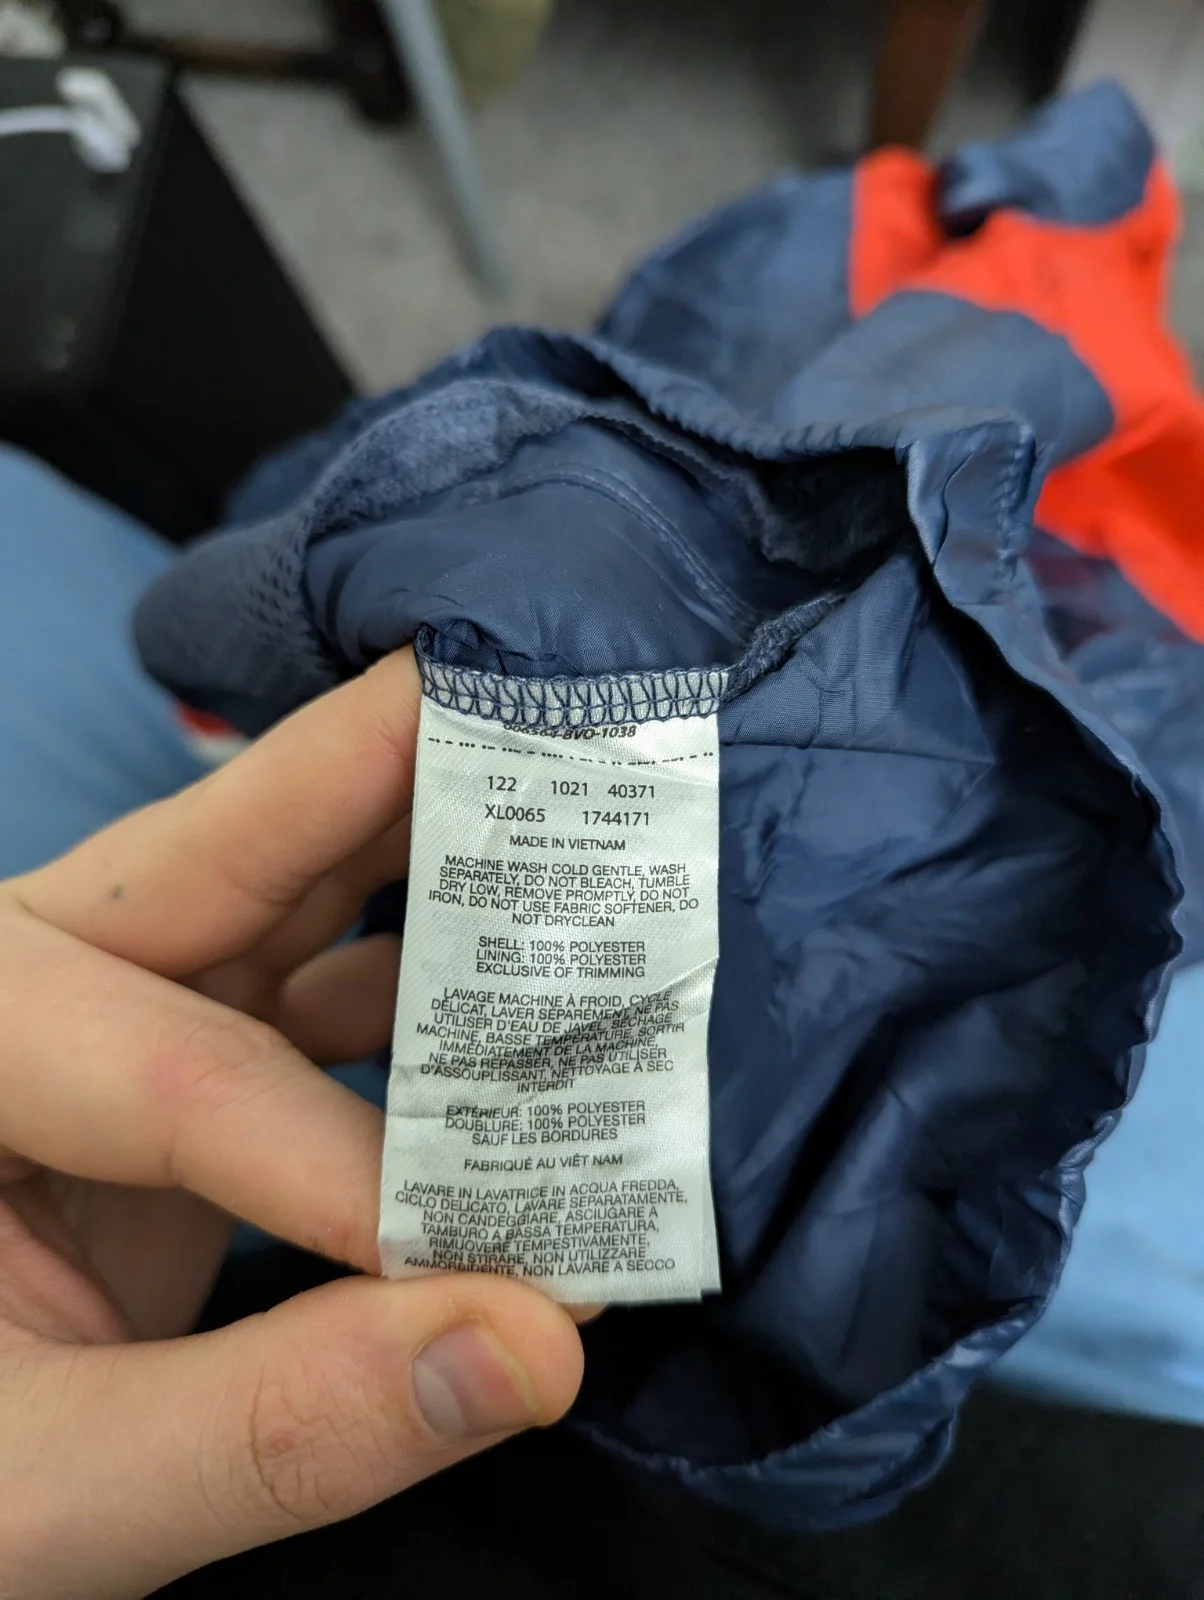 -BVO-1038
122 1021 40371
XL0065 1744171
MADE IN VIETNAM
MACHINE WASH COLD GENTLE, WASH
SEPARATELY, DO NOT BLEACH, TUMBLE
DRY LOW, REMOVE PROMPTLY, DO NOT
IRON, DO NOT USE FABRIC SOFTENER, DO
NOT DRYCLEAN
SHELL: 100% POLYESTER
LINING: 100% POLYESTER
EXCLUSIVE OF TRIMMING
LAVAGE MACHINE À FROID, CYCLE
DÉLICAT, LAVER SÉPARÉMENT, NE PAS
UTILISER D'EAU DE JAVEL, SÉCHAGE
MACHINE, BASSE TEMPÉRATURE, SORTIR
IMMÉDIATEMENT DE LA MACHINE,
NE PAS REPASSER, NE PAS UTILISER
D'ASSOUPLISSANT, NETTOYAGE À SEC
INTERDIT
EXTÉRIEUR: 100% POLYESTER
DOUBLURE: 100% POLYESTER
SAUF LES BORDURES
FABRIQUÉ AU VIÊT NAM
LAVARE IN LAVATRICE IN ACQUA FREDDA,
CICLO DELICATO, LAVARE SEPARATAMENTE,
NON CANDEGGIARE, ASCIUGARE A
TAMBURO A BASSA TEMPERATURA,
RIMUOVERE TEMPESTIVAMENTE,
NON STIRARE, NON UTILIZZARE
AMMORBIDENTE, NON LAVARE A SECCO